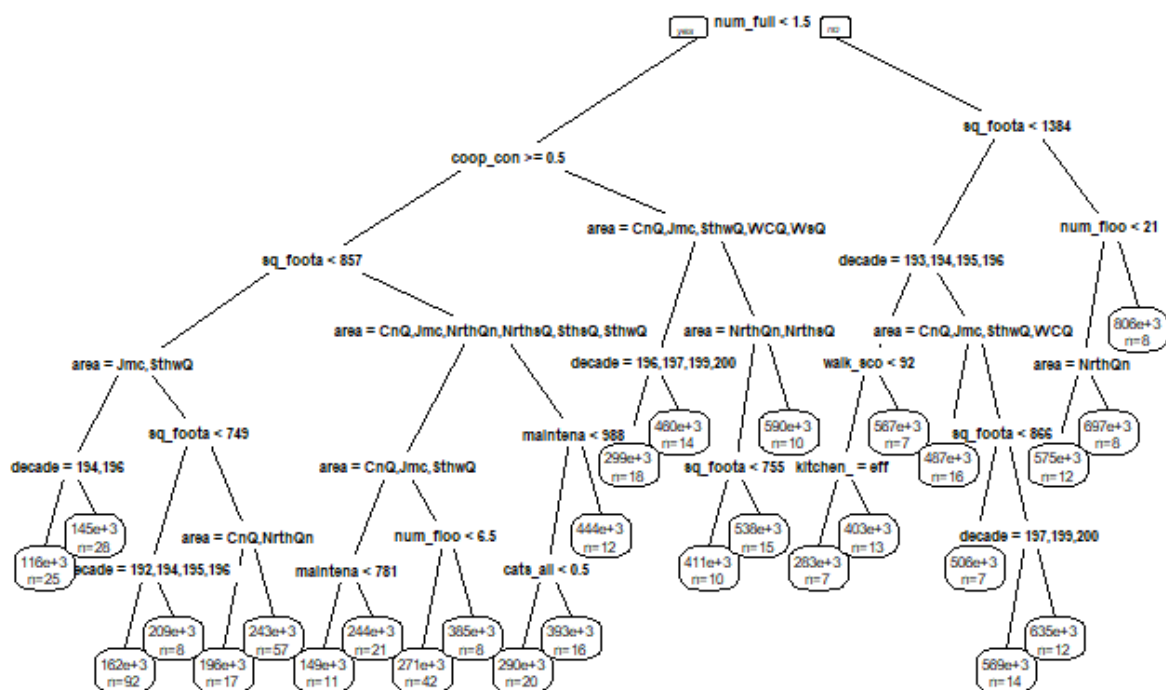 yes
num_full < 1.5
no
sq_foota < 1384
coop_con >= 0.5
area = CnQ,Jmc,SthwQ,WCQ,WsQ
num_floo < 21
sq_foota < 857
decade = 193,194,195,196
area = CnQ,Jmc,NrthQn,NrthsQ,SthsQ,SthwQ
area = NrthQn,NrthsQ
area = CnQ,Jmc,SthwQ,WCQ
806e+3
n=8
area = Jmc,SthwQ
decade = 196,197,199,200
walk_sco < 92
area = NrthQn
sq_foota < 749
maintena < 988
460e+3
n=14
590e+3
n=10
567e+3
n=7
sq_foota < 866
697e+3
n=8
299e+3
n=18
487e+3
n=16
575e+3
n=12
decade = 194,196
area = CnQ,Jmc,SthwQ
sq_foota < 755
kitchen_ = eff
145e+3
n=28
area = CnQ,NrthQn
num_floo < 6.5
444e+3
n=12
538e+3
n=15
403e+3
n=13
decade = 197,199,200
116e+3
n=25
decade = 192,194,195,196
maintena < 781
cats_all < 0.5
411e+3
n=10
283e+3
n=7
506e+3
n=7
209e+3
n=8
243e+3
n=57
244e+3
n=21
385e+3
n=8
393e+3
n=16
635e+3
n=12
162e+3
n=92
196e+3
n=17
149e+3
n=11
271e+3
n=42
290e+3
n=20
569e+3
n=14